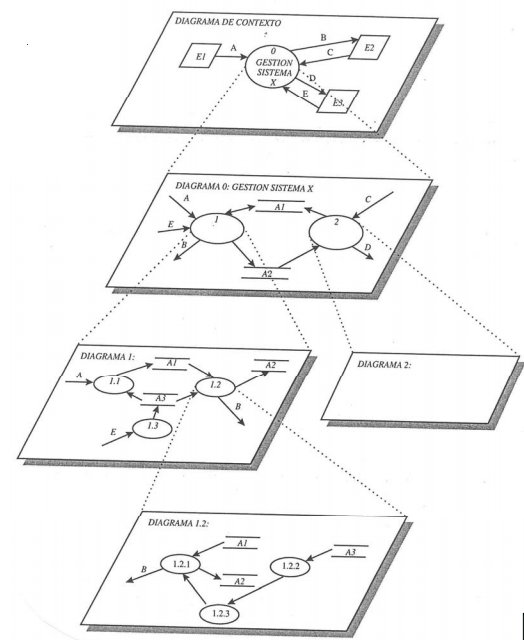 DIAGRAMA DE CONTEXTO
B
A
0
E1
E2
C
GESTION
SISTEMA
X
D
E
E3
DIAGRAMA 0: GESTION SISTEMA X
A
C
A1
E
1
2
B
D
A2
DIAGRAMA 1:
A1
A2
A
1.1
1.2
A3
B
E
1.3
DIAGRAMA 2:
DIAGRAMA 1.2:
A1
A3
B
1.2.1
1.2.2
A2
1.2.3